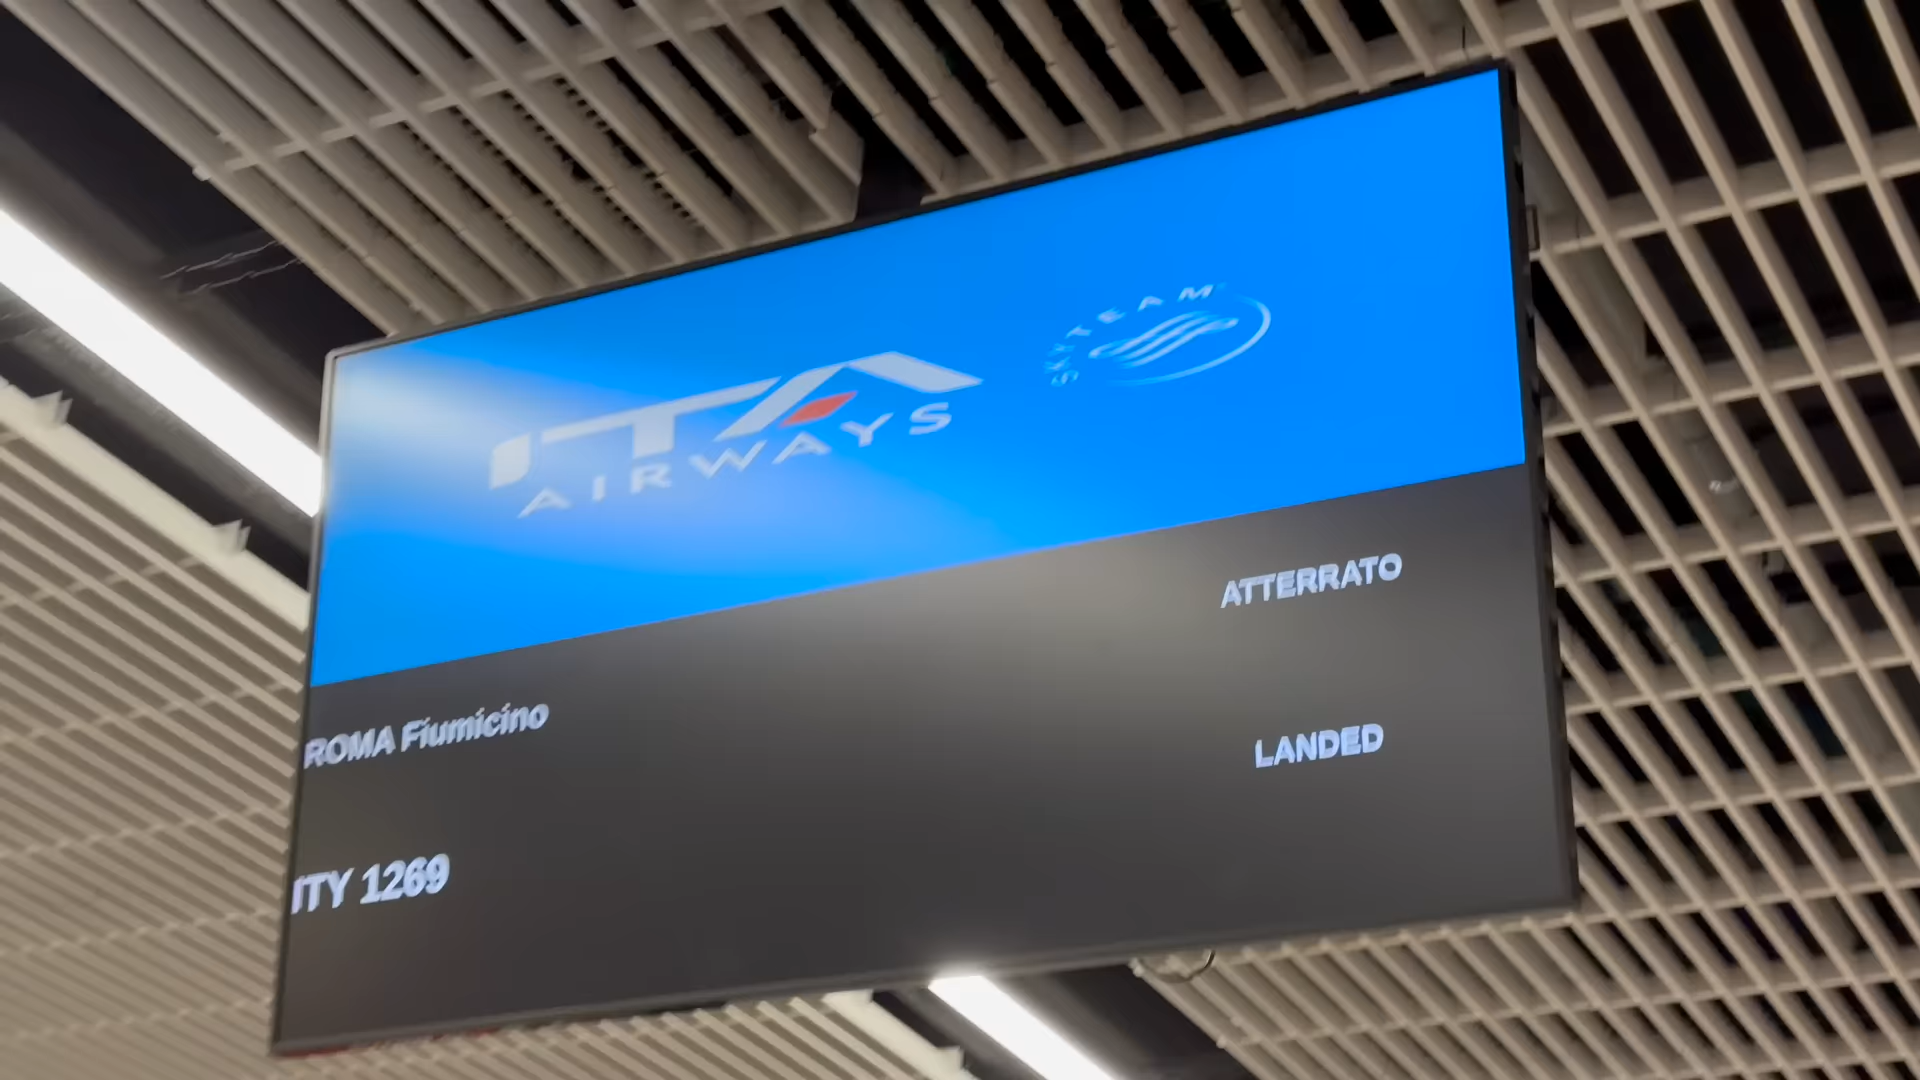 ITA
AIRWAYS
SKYTEAM
ATTERRATO
ROMA Fiumicino
LANDED
ITY 1269